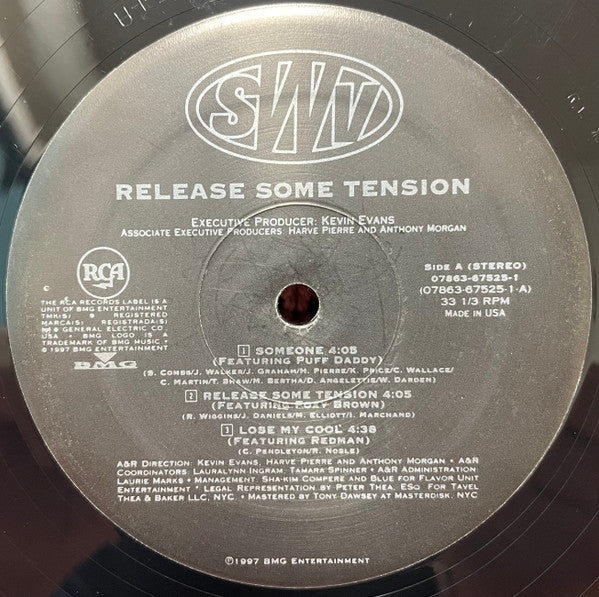 SWV
RELEASE SOME TENSION
EXECUTIVE PRODUCER: KEVIN EVANS
ASSOCIATE EXECUTIVE PRODUCERS: HARVE PIERRE AND ANTHONY MORGAN
RCA
THE RCA RECORDS LABEL IS A
UNIT OF BMG ENTERTAINMENT
TMK(S) ® REGISTERED
MARCA(S) REGISTRADA(S)
GENERAL ELECTRIC CO.,
USA • BMG LOGO IS A
TRADEMARK OF BMG MUSIC •
© 1997 BMG ENTERTAINMENT
BMG
SIDE A (STEREO)
07863-67525-1
(07863-67525-1-A)
33 1/3 RPM
MADE IN USA
1 SOMEONE 4:05
(FEATURING PUFF DADDY)
(S. COMBS/J. WALKER/J. GRAHAM/H. PIERRE/K. PRICE/C. WALLACE/
C. MARTIN/T. SHAW/M. BERTHA/D. ANGELETTIE/W. DARDEN)
2 RELEASE SOME TENSION 4:05
(FEATURING FOXY BROWN)
(R. WIGGINS/J. DANIELS/M. ELLIOTT/I. MARCHAND)
3 LOSE MY COOL 4:38
(FEATURING REDMAN)
(C. PENDLETON/R. NOBLE)
A&R DIRECTION: KEVIN EVANS, HARVE PIERRE AND ANTHONY MORGAN • A&R
COORDINATORS: LAURALYNN INGRAM, TAMARA SPINNER • A&R ADMINISTRATION:
LAURIE MARKS • MANAGEMENT: SHA-KIM COMPERE AND BLUE FOR FLAVOR UNIT
ENTERTAINMENT • LEGAL REPRESENTATION BY PETER THEA, ESQ. FOR TAVEL
THEA & BAKER LLC, NYC. • MASTERED BY TONY DAWSEY AT MASTERDISK, NYC
℗1997 BMG ENTERTAINMENT